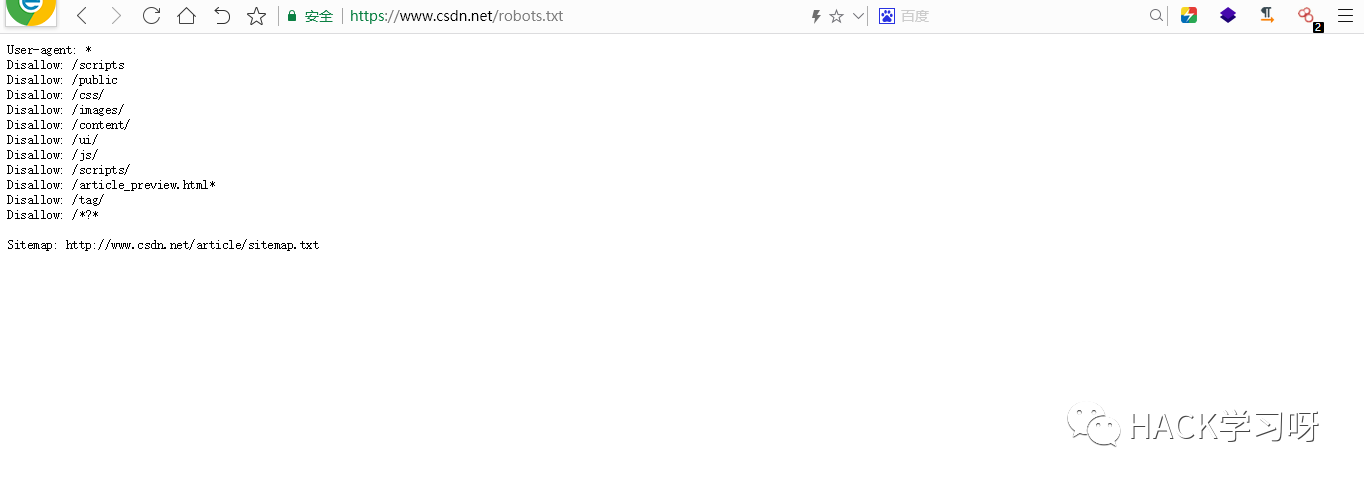 安全 https://www.csdn.net/robots.txt 百度
2
User-agent: *
Disallow: /scripts
Disallow: /public
Disallow: /css/
Disallow: /images/
Disallow: /content/
Disallow: /ui/
Disallow: /js/
Disallow: /scripts/
Disallow: /article_preview.html*
Disallow: /tag/
Disallow: /*?*
Sitemap: http://www.csdn.net/article/sitemap.txt
HACK学习呀